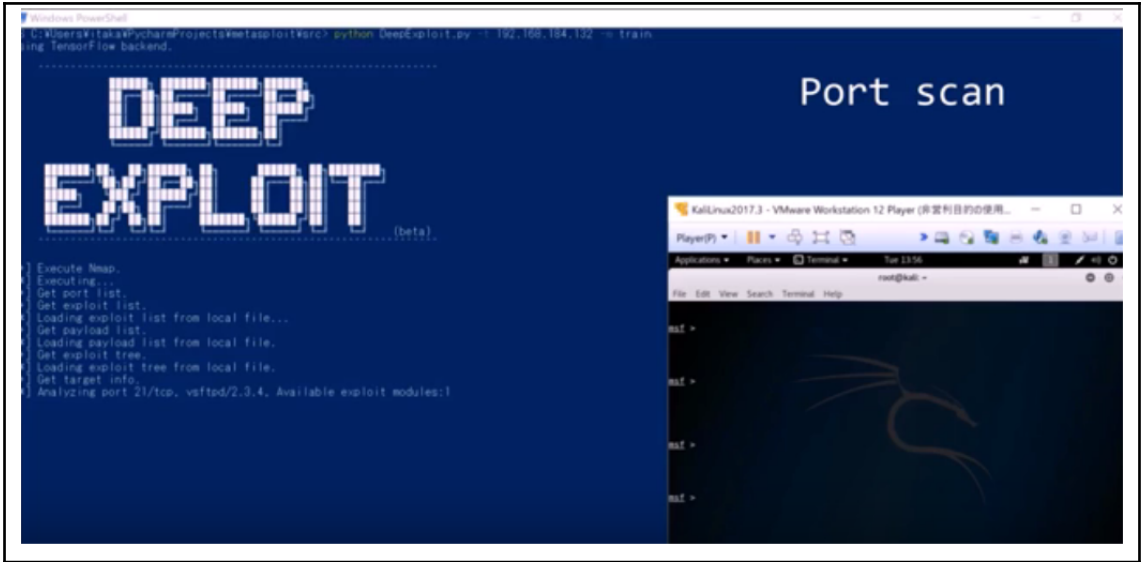 Windows PowerShell
C:¥Users¥itaka¥PycharmProjects¥metasploit¥src> python DeepExploit.py -t 192.168.184.132 -m train
ing TensorFlow backend.
DEEP
EXPLOIT
(beta)
] Execute Nmap.
] Executing...
] Get port list.
] Get exploit list.
] Loading exploit list from local file...
] Get payload list.
] Loading payload list from local file.
] Get exploit tree.
] Loading exploit tree from local file.
] Get target info.
] Analyzing port 21/tcp, vsftpd/2.3.4, Available exploit modules:1
Port scan
KaliLinux2017.3 - VMware Workstation 12 Player (非営利目的の使用...
Player(P)
Applications Places Terminal Tue 13:56 1
root@kali: ~
File Edit View Search Terminal Help
msf >
msf >
msf >
msf >